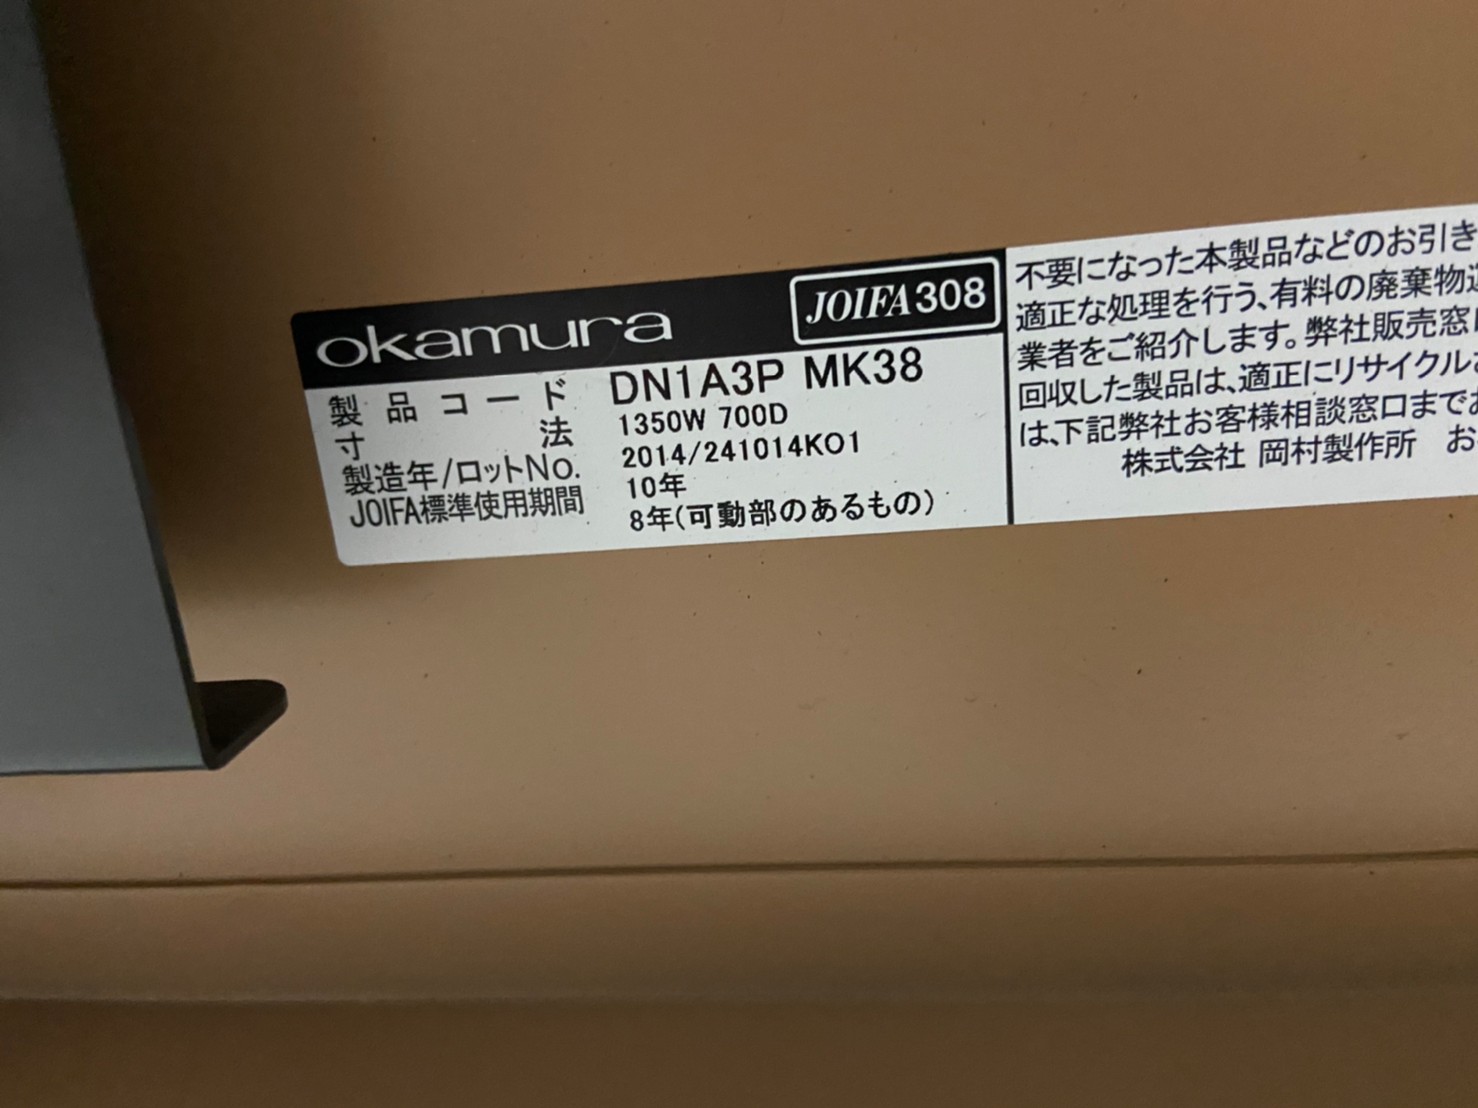 okamura JOIFA308
製品コード DN1A3P MK38
寸法 1350W 700D
製造年/ロットNo. 2014/241014K01
JOIFA標準使用期間 10年
8年(可動部のあるもの)
不要になった本製品などのお引き
適正な処理を行う、有料の廃棄物
業者をご紹介します。弊社販売窓
回収した製品は、適正にリサイクル
は、下記弊社お客様相談窓口まで
株式会社 岡村製作所 お